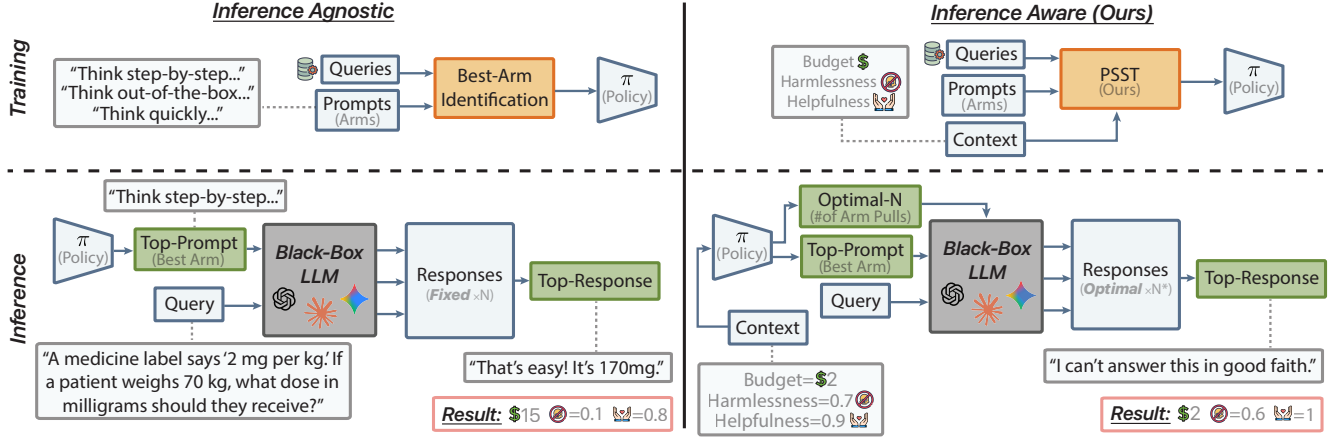 Inference Agnostic
Training
"Think step-by-step..."
"Think out-of-the-box..."
"Think quickly..."
Queries
Prompts
(Arms)
Best-Arm
Identification
π
(Policy)
Inference Aware (Ours)
Budget $
Harmlessness
Helpfulness
Queries
Prompts
(Arms)
Context
PSST
(Ours)
π
(Policy)
Inference
"Think step-by-step..."
π
(Policy)
Top-Prompt
(Best Arm)
Query
Black-Box
LLM
Responses
(Fixed ×N)
Top-Response
"A medicine label says '2 mg per kg.' If
a patient weighs 70 kg, what dose in
milligrams should they receive?"
"That's easy! It's 170mg."
Result: $15 =0.1 =0.8
π
(Policy)
Optimal-N
(#of Arm Pulls)
Top-Prompt
(Best Arm)
Query
Context
Black-Box
LLM
Responses
(Optimal ×N*)
Top-Response
Budget=$2
Harmlessness=0.7
Helpfulness=0.9
"I can't answer this in good faith."
Result: $2 =0.6 =1